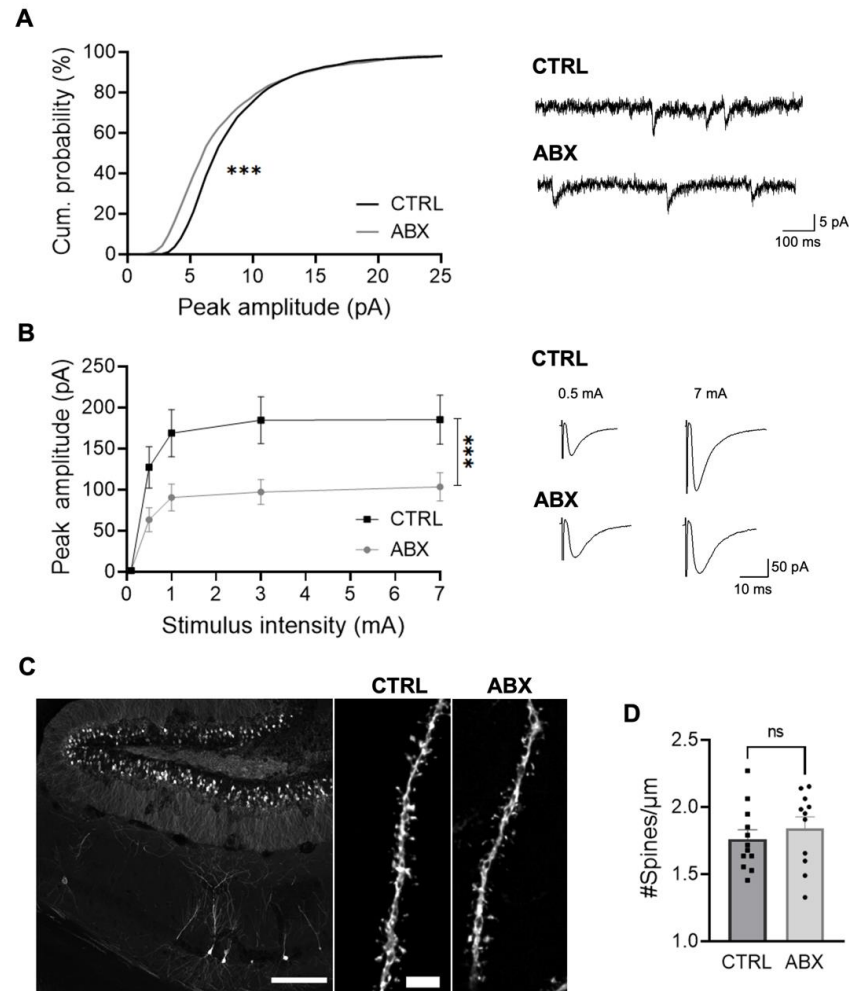 A
Cum. probability (%)
100
80
60
40
20
0
***
CTRL
ABX
0 5 10 15 20 25
Peak amplitude (pA)
CTRL
ABX
5 pA
100 ms
B
Peak amplitude (pA)
250
200
150
100
50
0
***
CTRL
ABX
0 1 2 3 4 5 6 7
Stimulus intensity (mA)
CTRL
0.5 mA 7 mA
ABX
50 pA
10 ms
C
CTRL ABX
D
#Spines/µm
ns
2.5
2.0
1.5
1.0
CTRL ABX